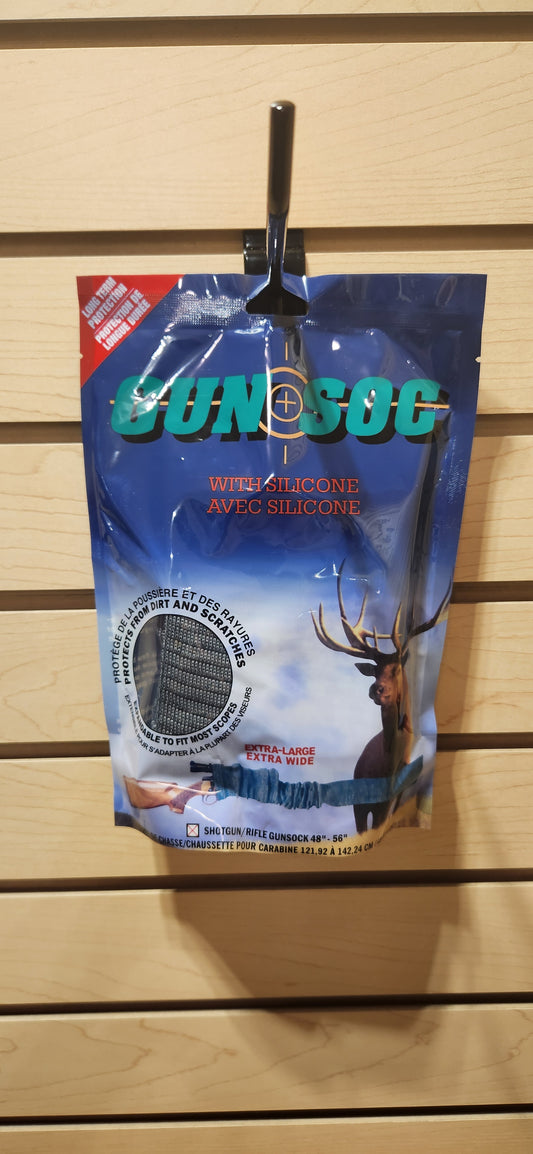 LONG TERM
PROTECTION
PROTECTION DE
LONGUE DURÉE
GUN SOC
WITH SILICONE
AVEC SILICONE
PROTÈGE DE LA POUSSIÈRE ET DES RAYURES
PROTECTS FROM DIRT AND SCRATCHES
TO FIT MOST SCOPES
POUR S'ADAPTER À LA PLUPART DES VISEURS
EXTRA-LARGE
EXTRA WIDE
SHOTGUN/RIFLE GUNSOCK 48" - 56"
DE CHASSE/CHAUSSETTE POUR CARABINE 121,92 À 142,24 CM